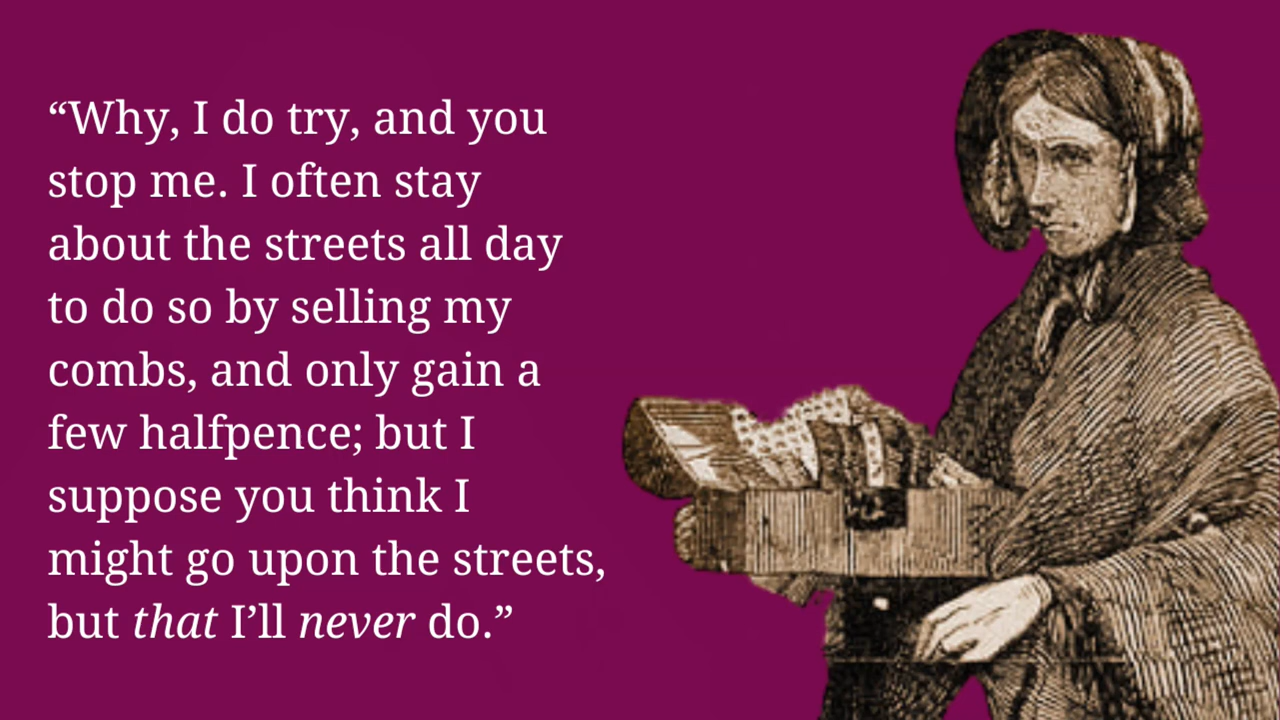 “Why, I do try, and you
stop me. I often stay
about the streets all day
to do so by selling my
combs, and only gain a
few halfpence; but I
suppose you think I
might go upon the streets,
but that I’ll never do.”